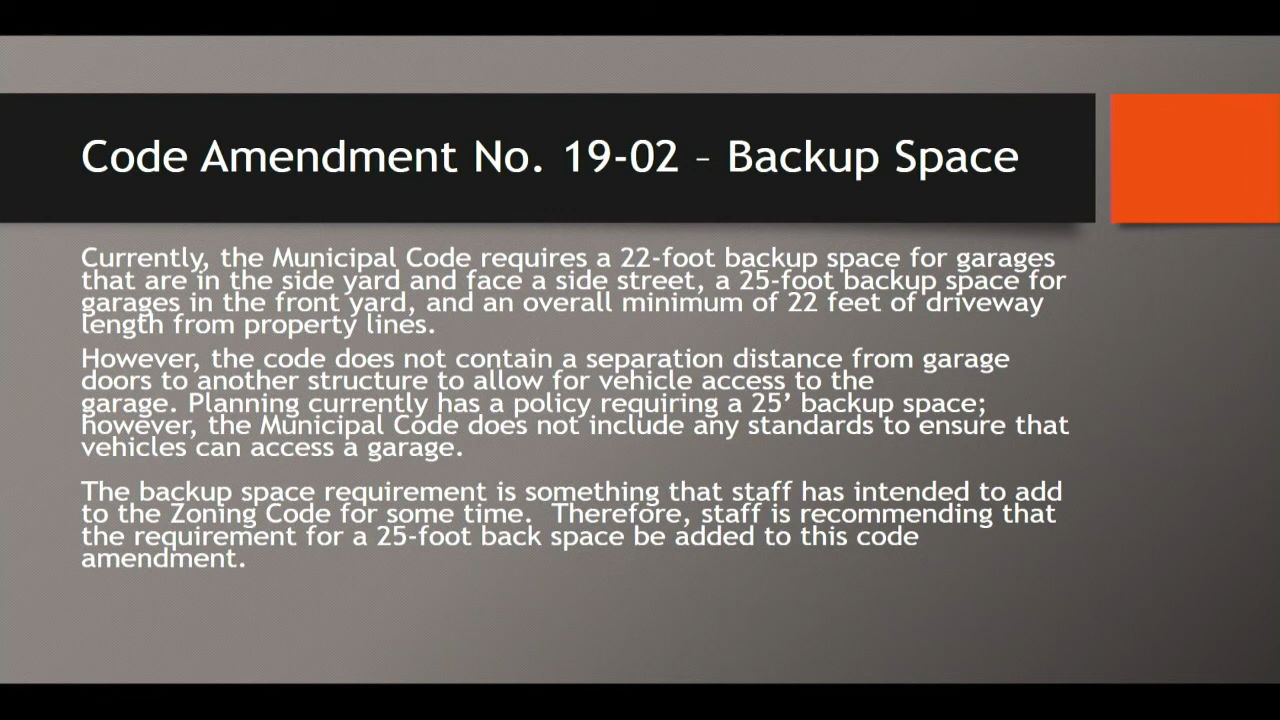 Code Amendment No. 19-02 – Backup Space
Currently, the Municipal Code requires a 22-foot backup space for garages
that are in the side yard and face a side street, a 25-foot backup space for
garages in the front yard, and an overall minimum of 22 feet of driveway
length from property lines.
However, the code does not contain a separation distance from garage
doors to another structure to allow for vehicle access to the
garage. Planning currently has a policy requiring a 25’ backup space;
however, the Municipal Code does not include any standards to ensure that
vehicles can access a garage.
The backup space requirement is something that staff has intended to add
to the Zoning Code for some time.  Therefore, staff is recommending that
the requirement for a 25-foot back space be added to this code
amendment.